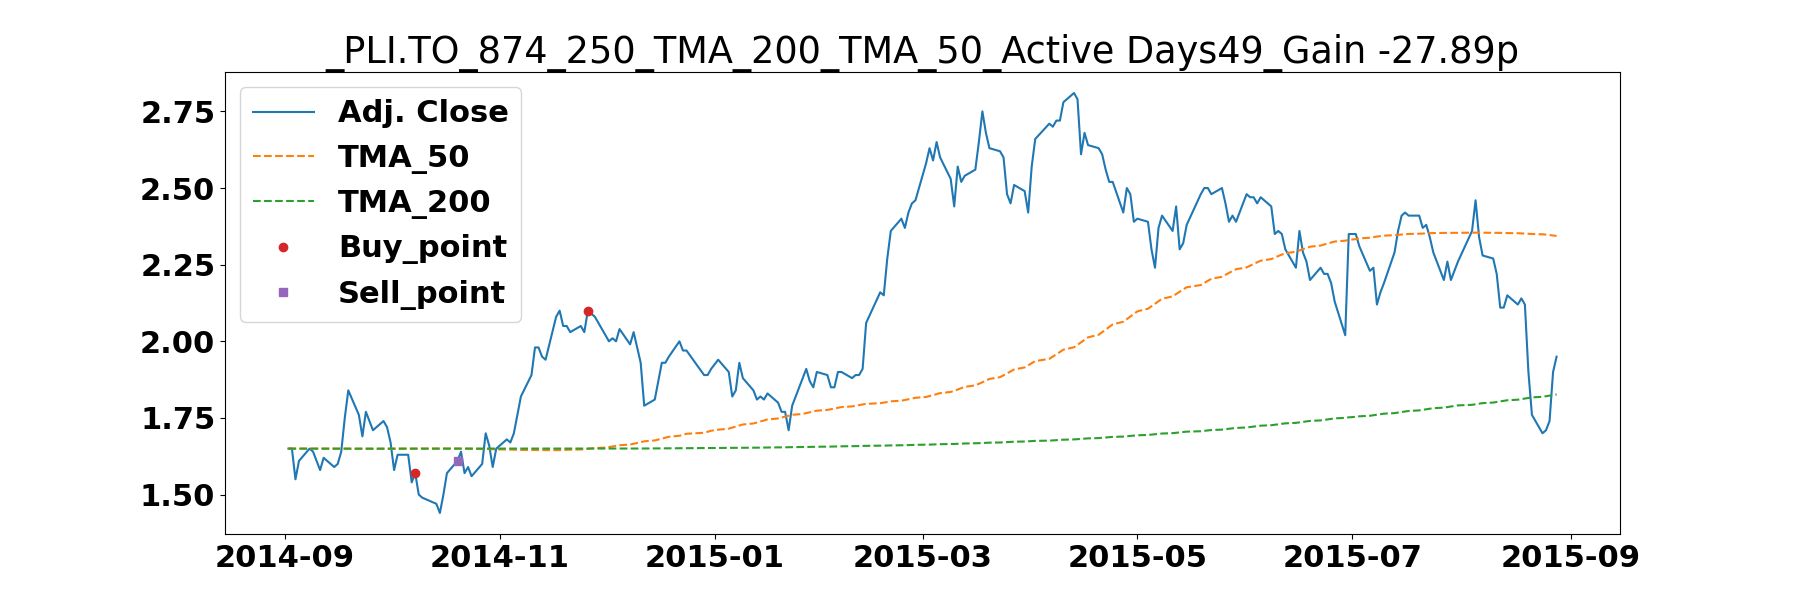 _PLI.TO_874_250_TMA_200_TMA_50_Active Days49_Gain -27.89p
Adj. Close
TMA_50
TMA_200
Buy_point
Sell_point
2.75
2.50
2.25
2.00
1.75
1.50
2014-09 2014-11 2015-01 2015-03 2015-05 2015-07 2015-09